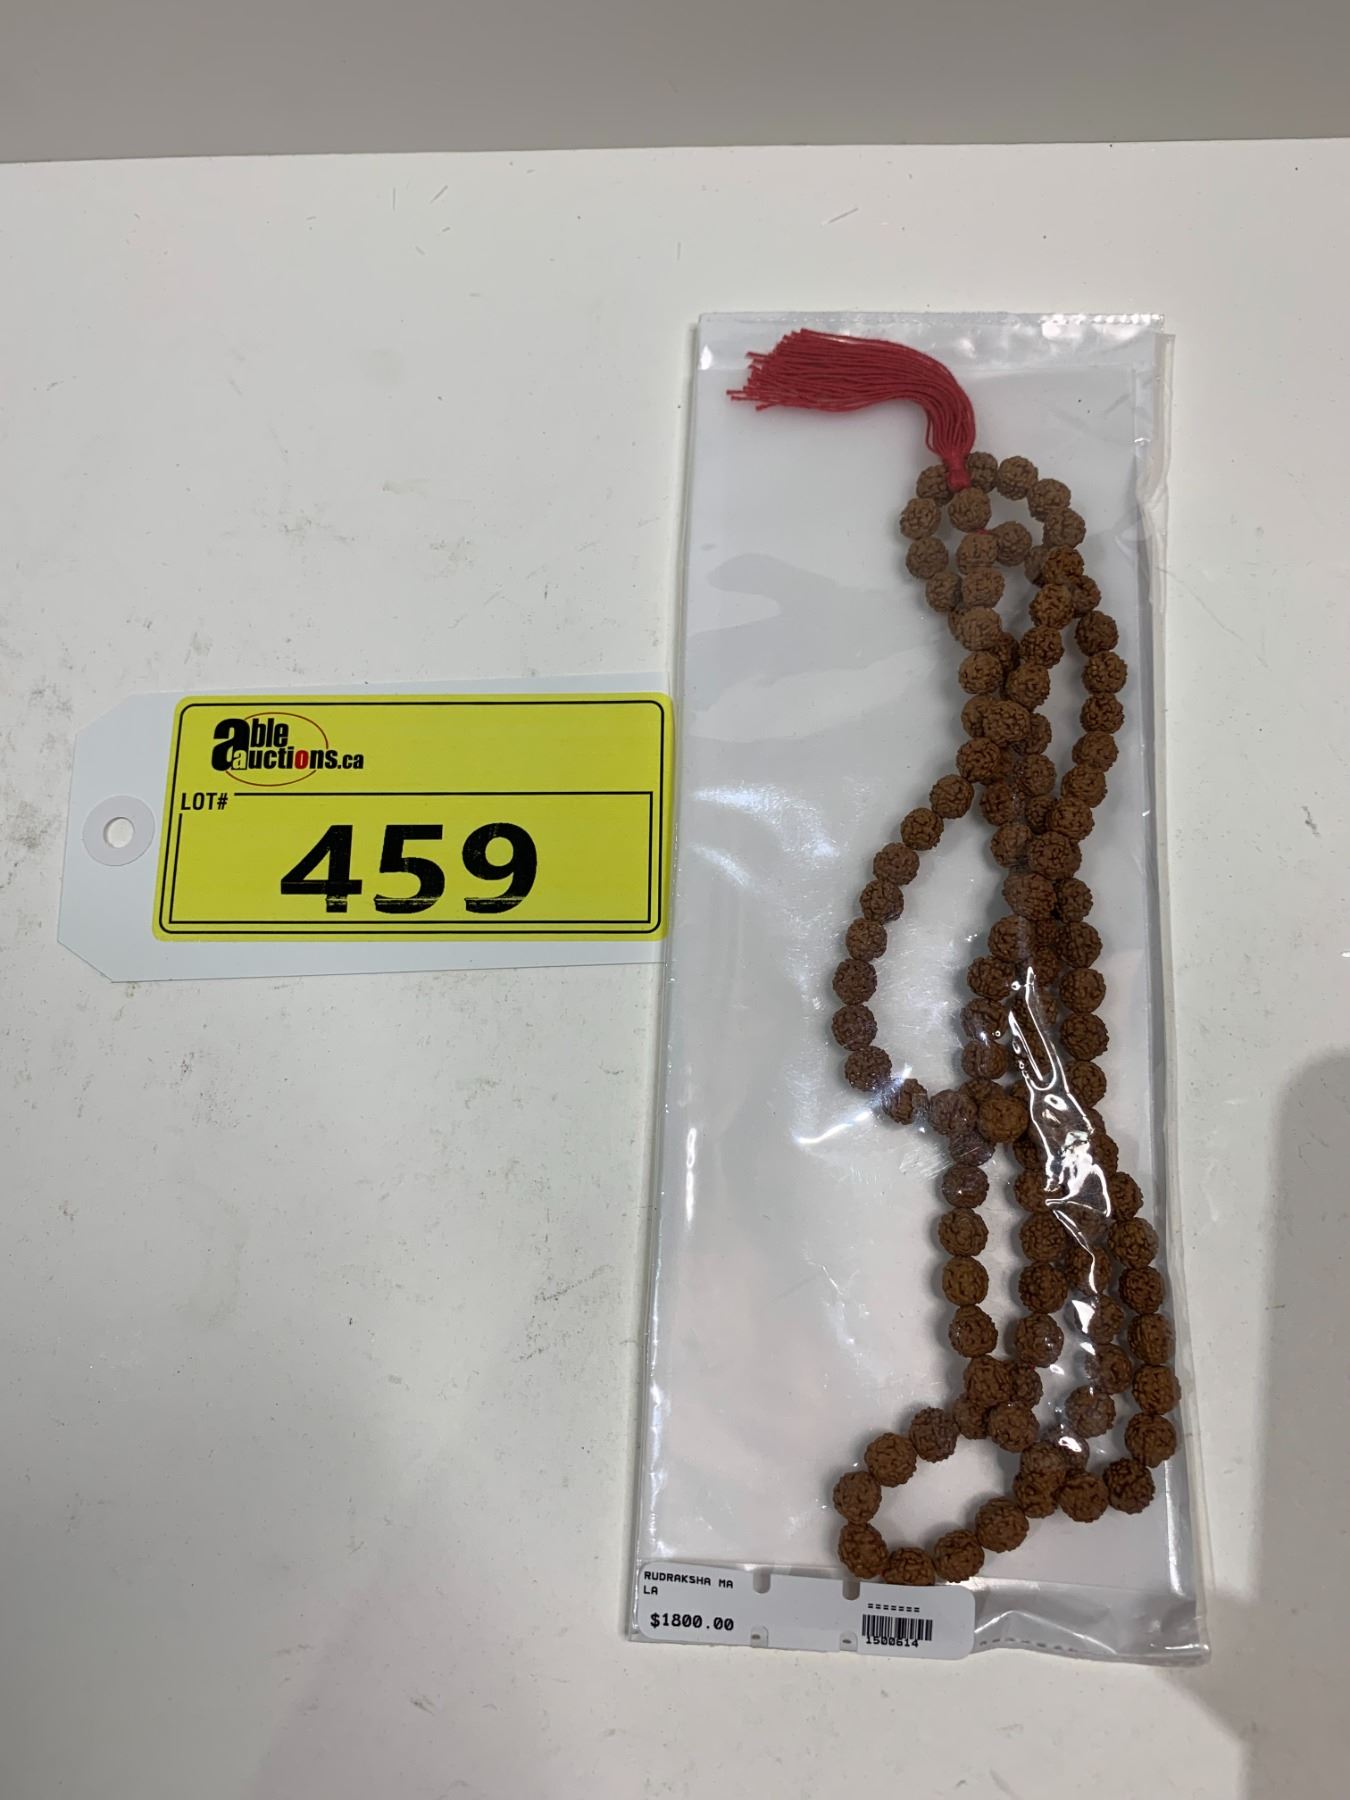 able
auctions.ca
LOT#
459
RUDRAKSHA MA
LA
$1800.00
=======
1500614